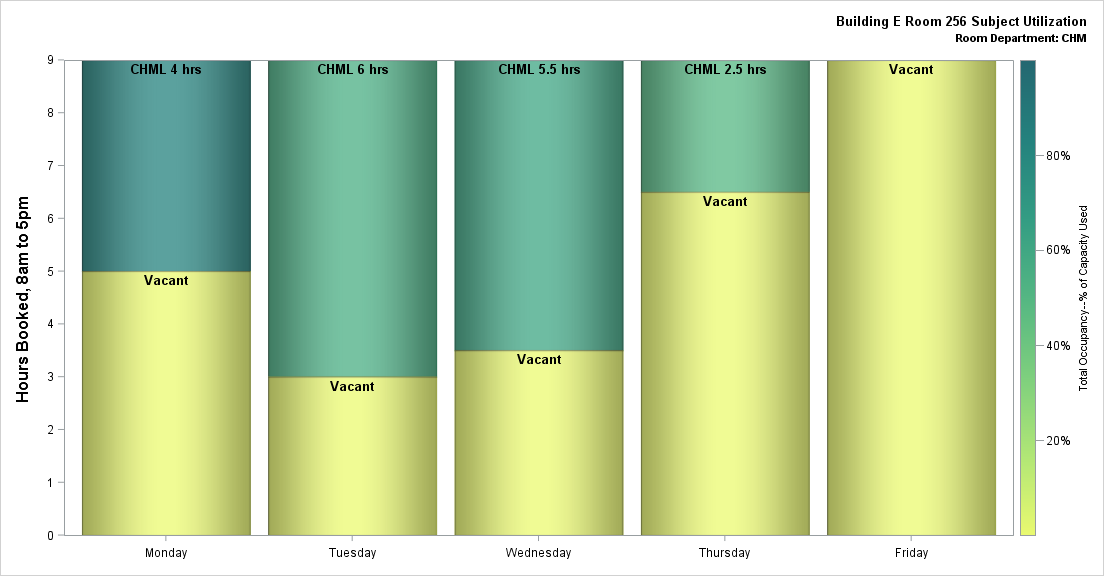 Building E Room 256 Subject Utilization
Room Department: CHM
Hours Booked, 8am to 5pm
9
8
7
6
5
4
3
2
1
0
CHML 4 hrs
Vacant
CHML 6 hrs
Vacant
CHML 5.5 hrs
Vacant
CHML 2.5 hrs
Vacant
Vacant
Monday
Tuesday
Wednesday
Thursday
Friday
80%
60%
40%
20%
Total Occupancy--% of Capacity Used